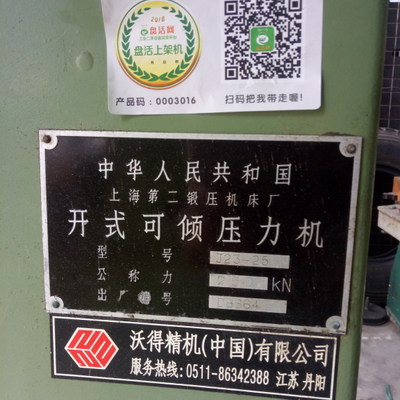 2018
盘活网
盘活上架机
产品码：0003016
扫码把我带走喔！
中华人民共和国
上海第二锻压机床厂
开式可倾压力机
型号 J23-25
公称力 kN
出厂编号
沃得精机(中国)有限公司
服务热线：0511-86342388 江苏 丹阳